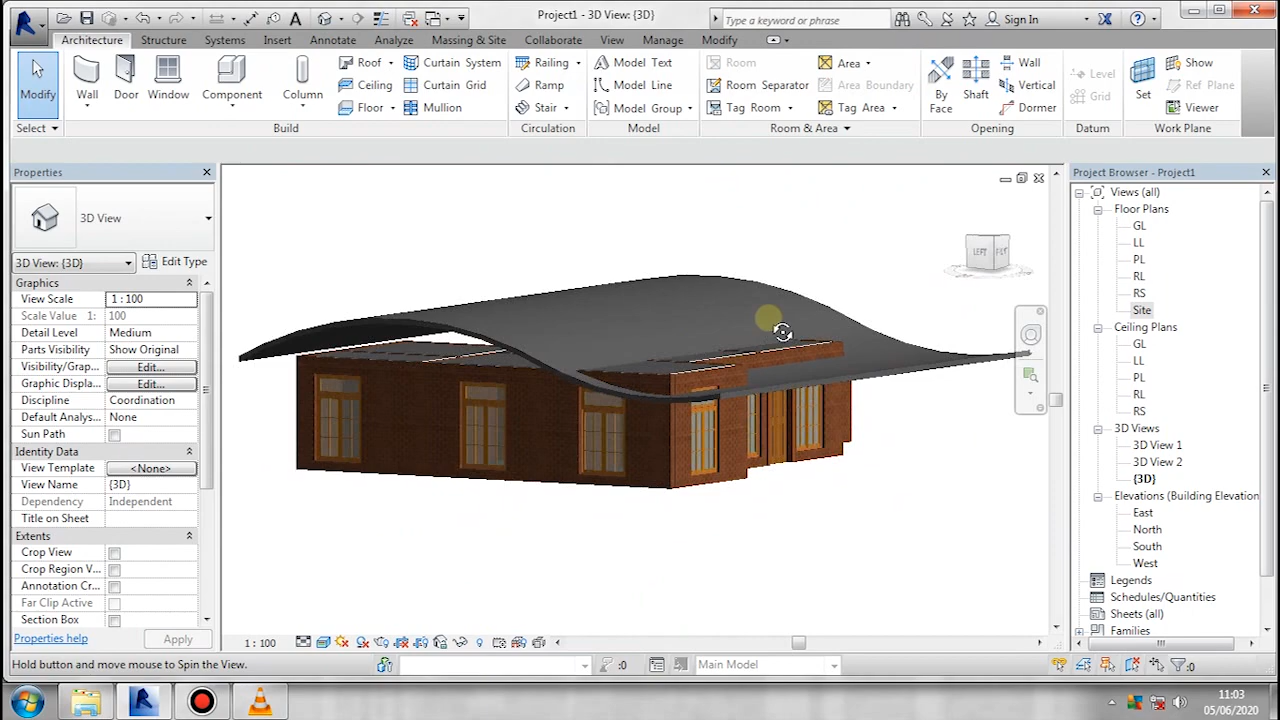 Project1 - 3D View: {3D}
Type a keyword or phrase
Sign In
Architecture Structure Systems Insert Annotate Analyze Massing & Site Collaborate View Manage Modify
Modify
Wall
Door
Window
Component
Column
Roof
Ceiling
Floor
Curtain System
Curtain Grid
Mullion
Railing
Ramp
Stair
Model Text
Model Line
Model Group
Room
Room Separator
Tag Room
Area
Area Boundary
Tag Area
By Face
Shaft
Wall
Vertical
Dormer
Level
Grid
Set
Show
Ref Plane
Viewer
Select Build Circulation Model Room & Area Opening Datum Work Plane
Properties
3D View
3D View: {3D}
Edit Type
Graphics
View Scale 1 : 100
Scale Value 1: 100
Detail Level Medium
Parts Visibility Show Original
Visibility/Grap... Edit...
Graphic Displa... Edit...
Discipline Coordination
Default Analys... None
Sun Path
Identity Data
View Template <None>
View Name {3D}
Dependency Independent
Title on Sheet
Extents
Crop View
Crop Region V...
Annotation Cr...
Far Clip Active
Section Box
Properties help
Apply
LEFT
1 : 100
Project Browser - Project1
Views (all)
Floor Plans
GL
LL
PL
RL
RS
Site
Ceiling Plans
GL
LL
PL
RL
RS
3D Views
3D View 1
3D View 2
{3D}
Elevations (Building Elevation
East
North
South
West
Legends
Schedules/Quantities
Sheets (all)
Families
Hold button and move mouse to Spin the View.
:0
Main Model
:0
11:03
05/06/2020